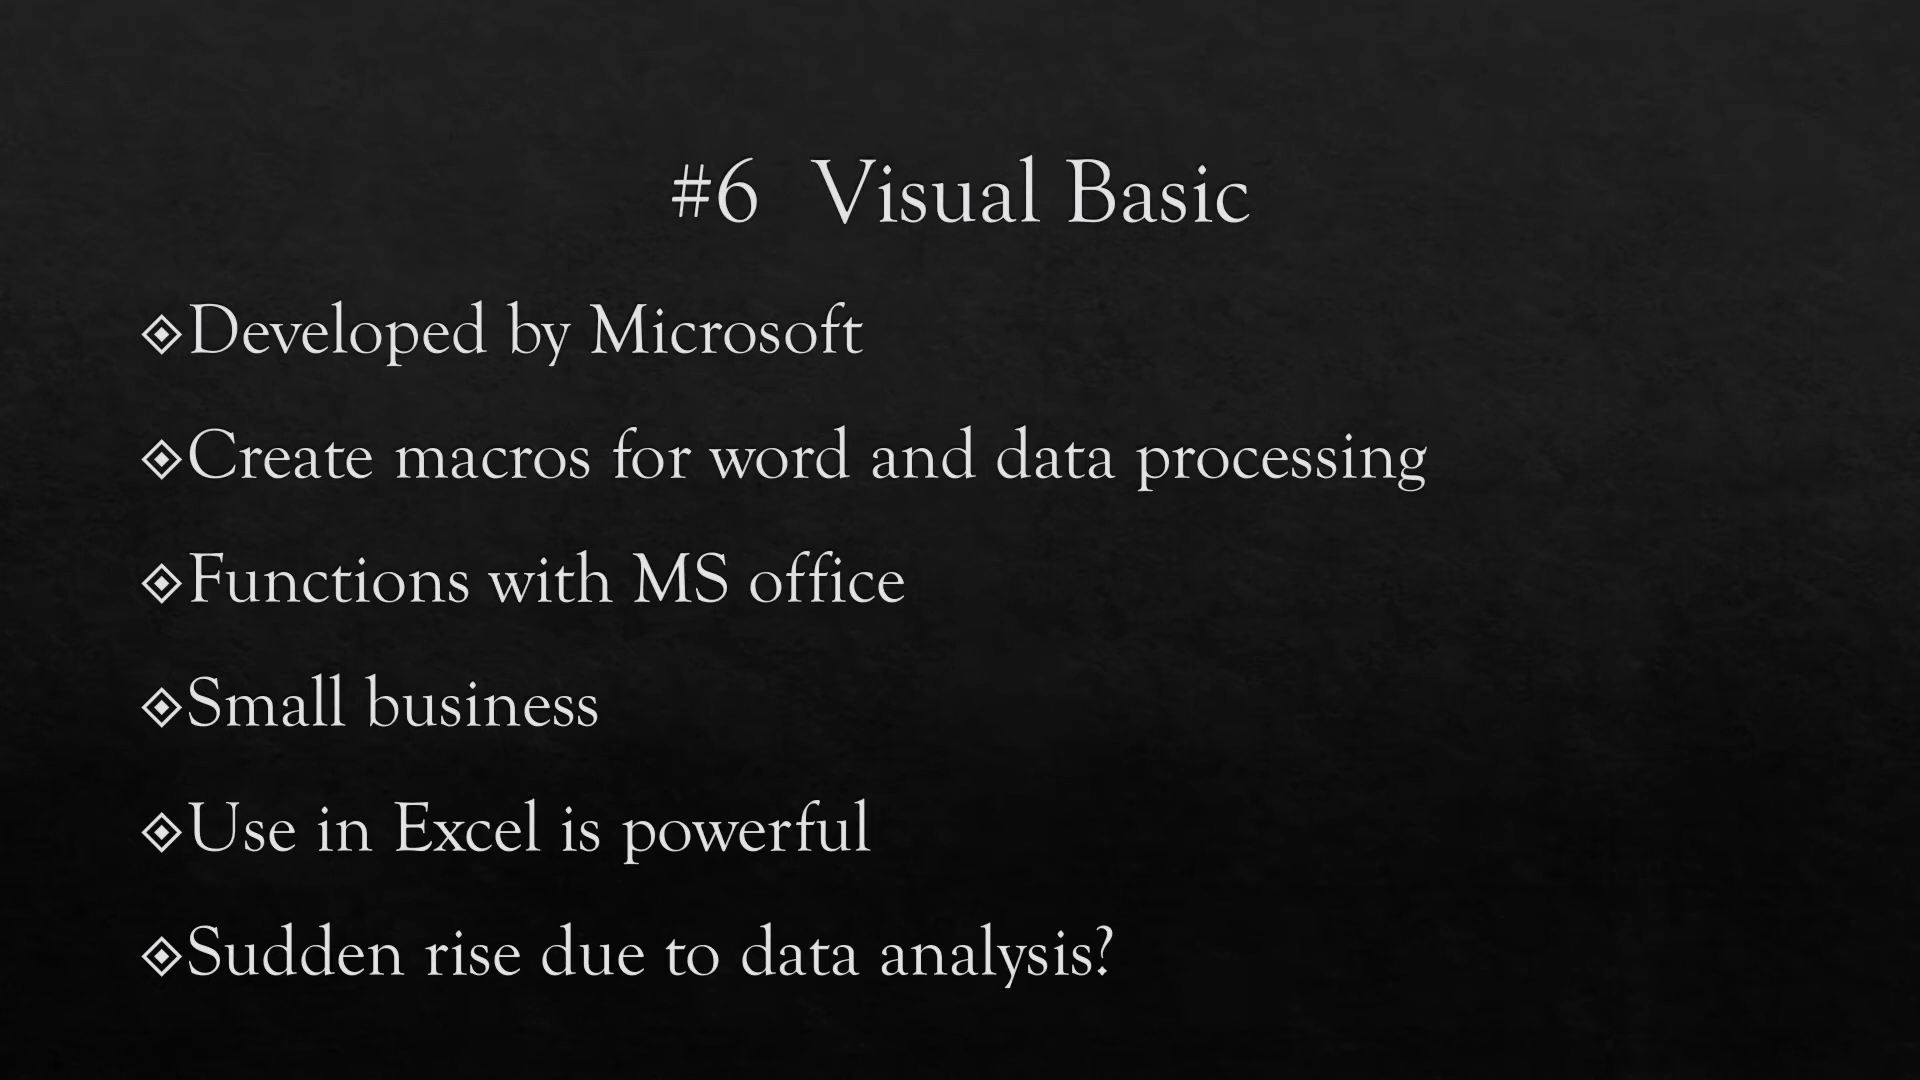 #6 Visual Basic
Developed by Microsoft
Create macros for word and data processing
Functions with MS office
Small business
Use in Excel is powerful
Sudden rise due to data analysis?